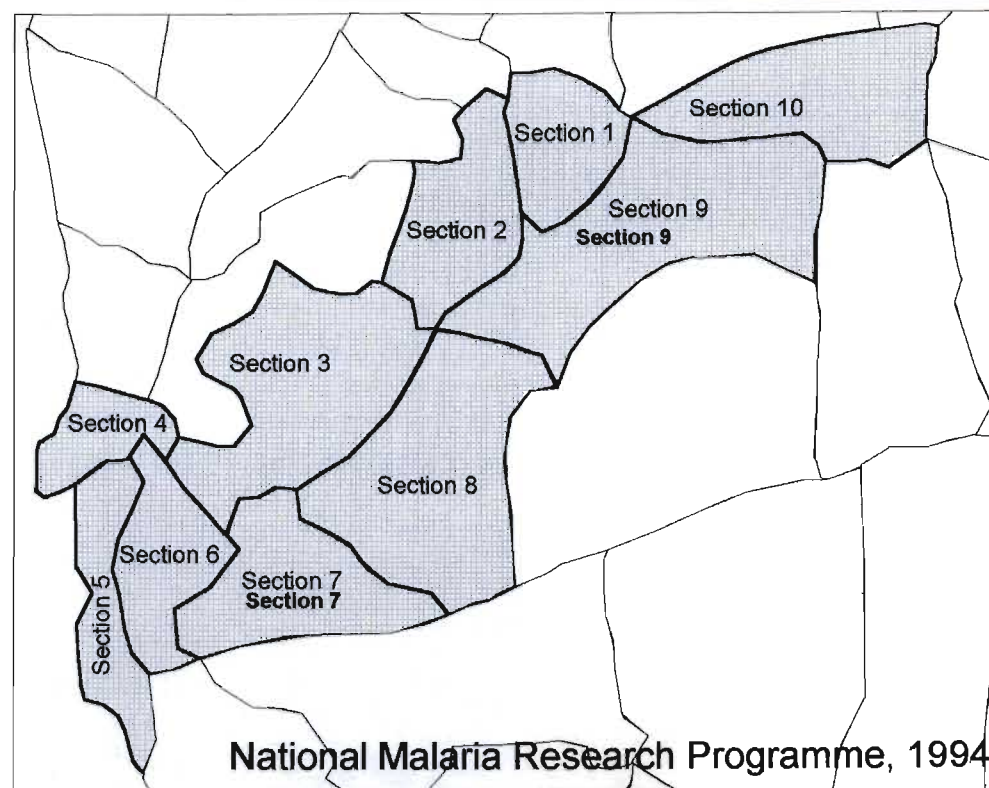 Section 10
Section 1
Section 9
Section 9
Section 2
Section 3
Section 4
Section 8
Section 6
Section 7
Section 7
Section 5
National Malaria Research Programme, 1994